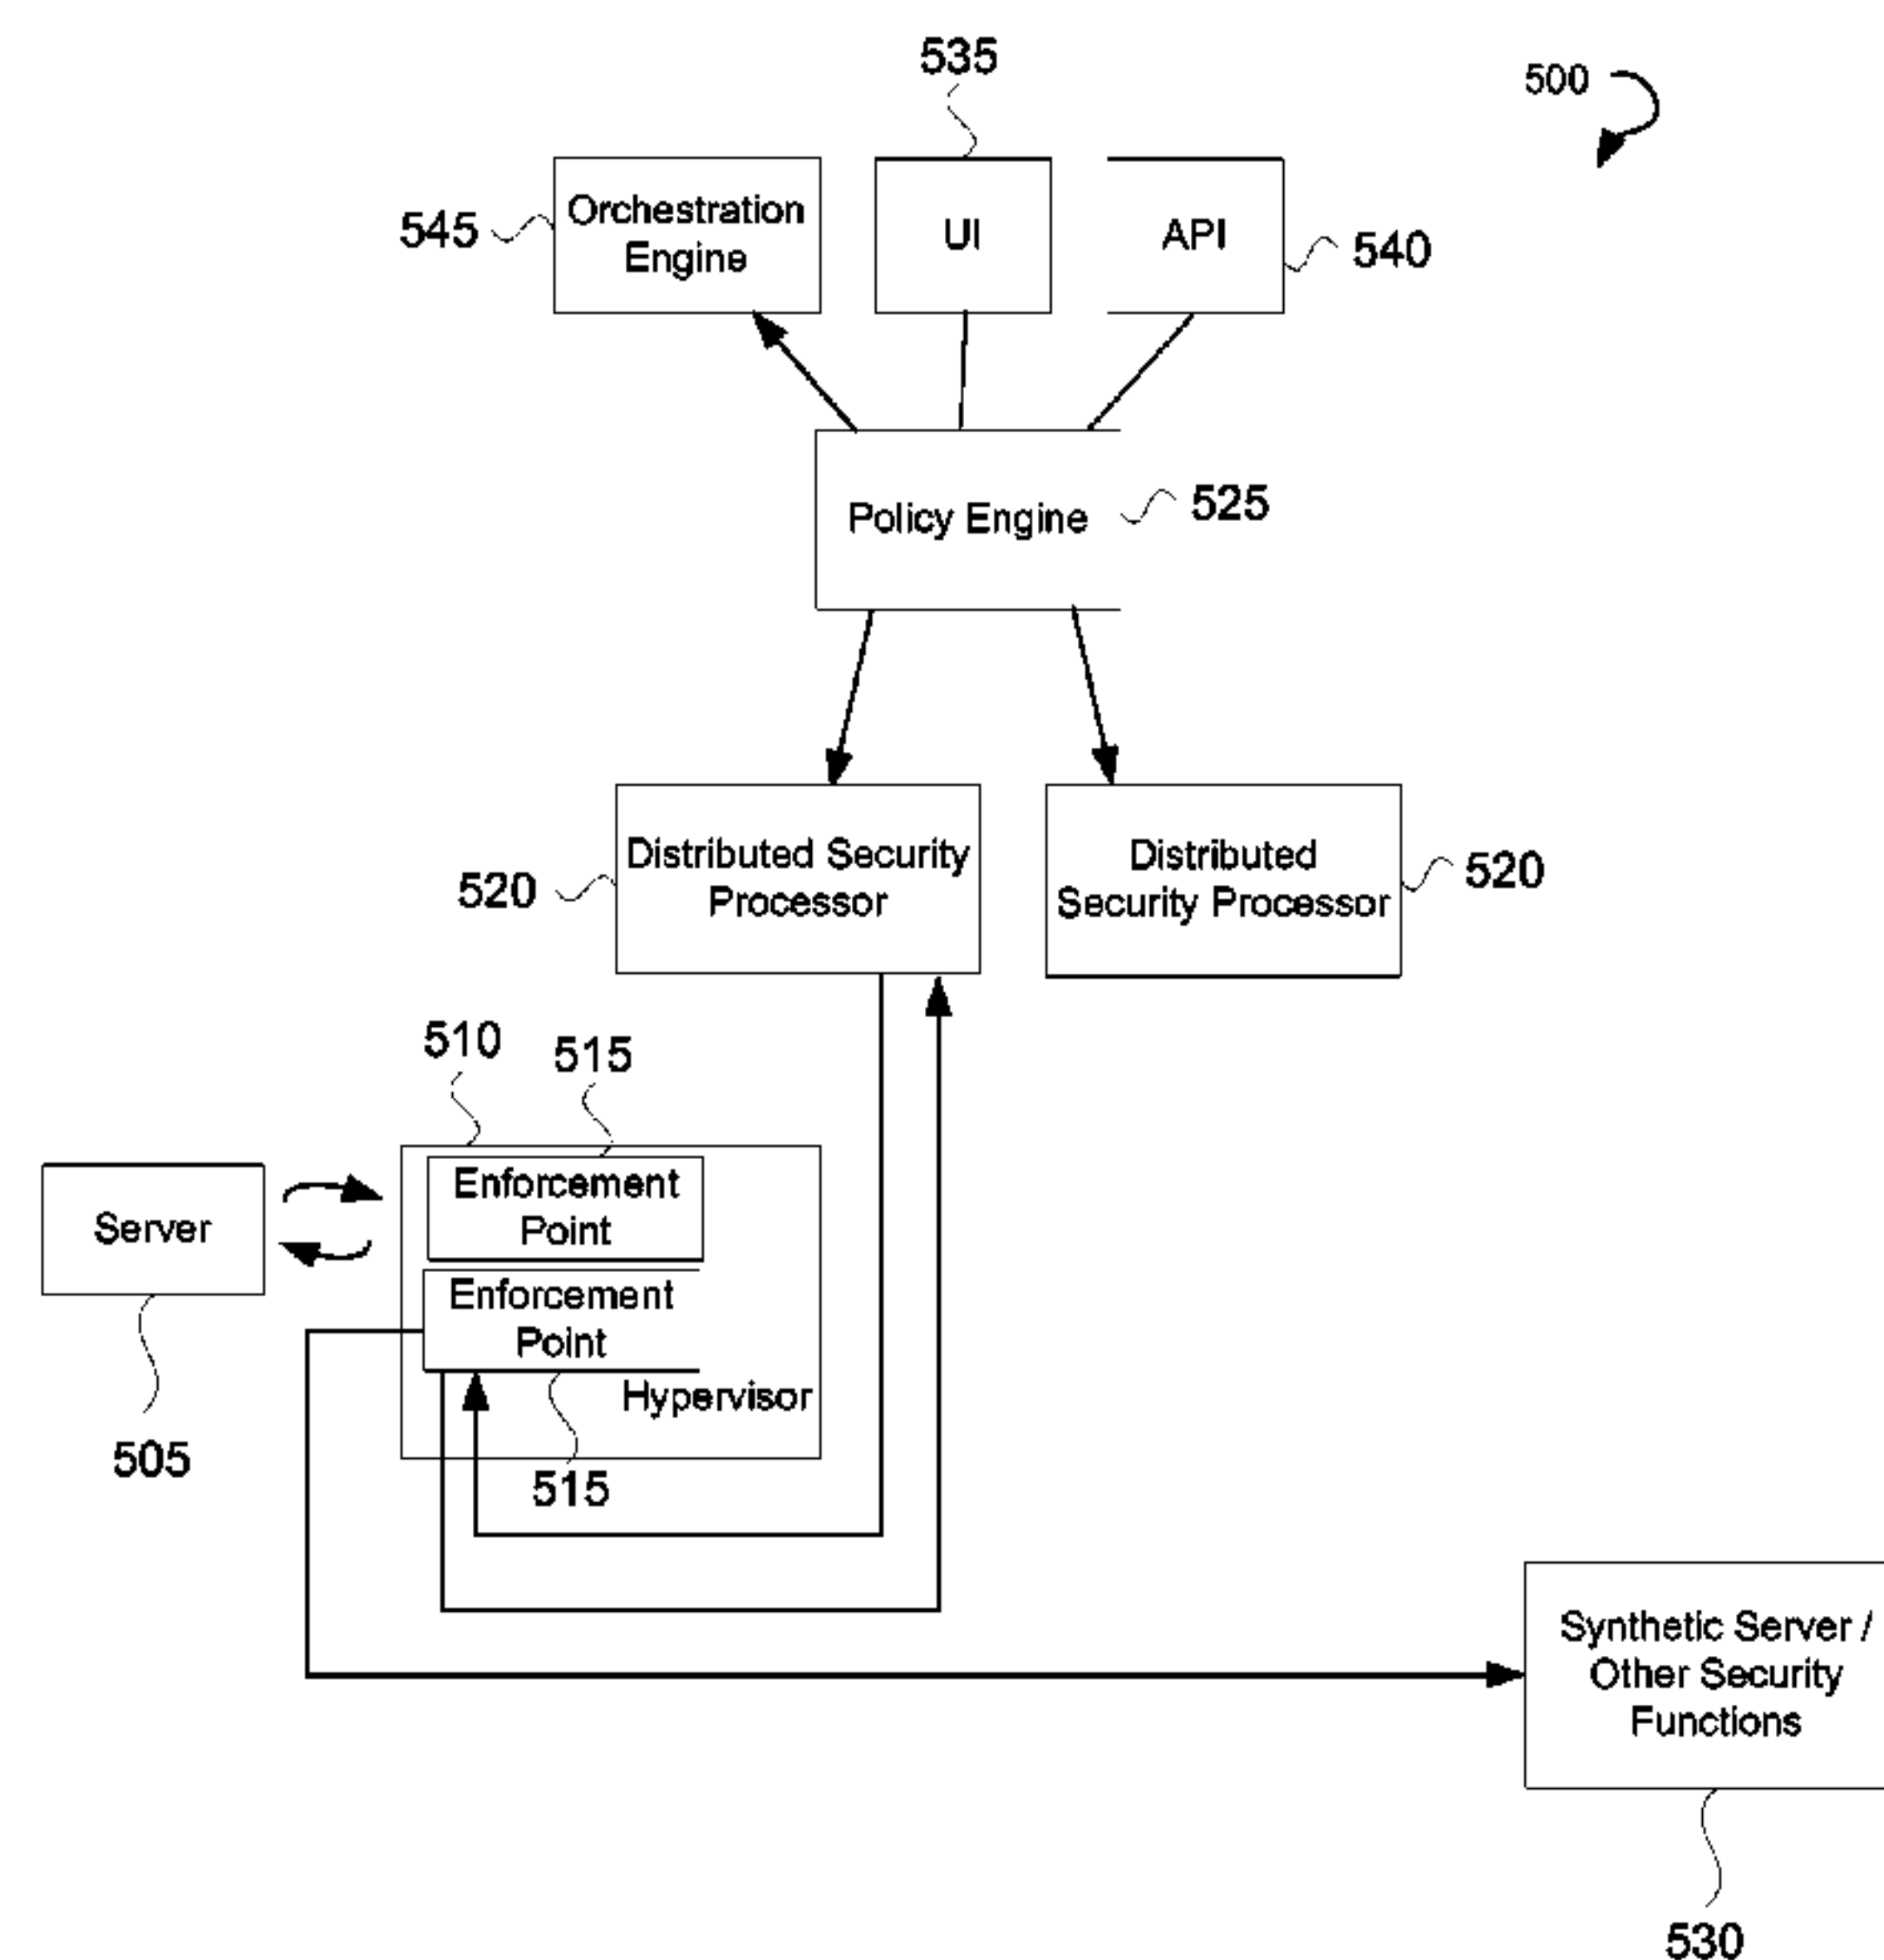 535
500
545
Orchestration
Engine
UI
API
540
Policy Engine
525
520
Distributed Security
Processor
Distributed
Security Processor
520
510
515
Server
Enforcement
Point
Enforcement
Point
Hypervisor
505
515
Synthetic Server /
Other Security
Functions
530